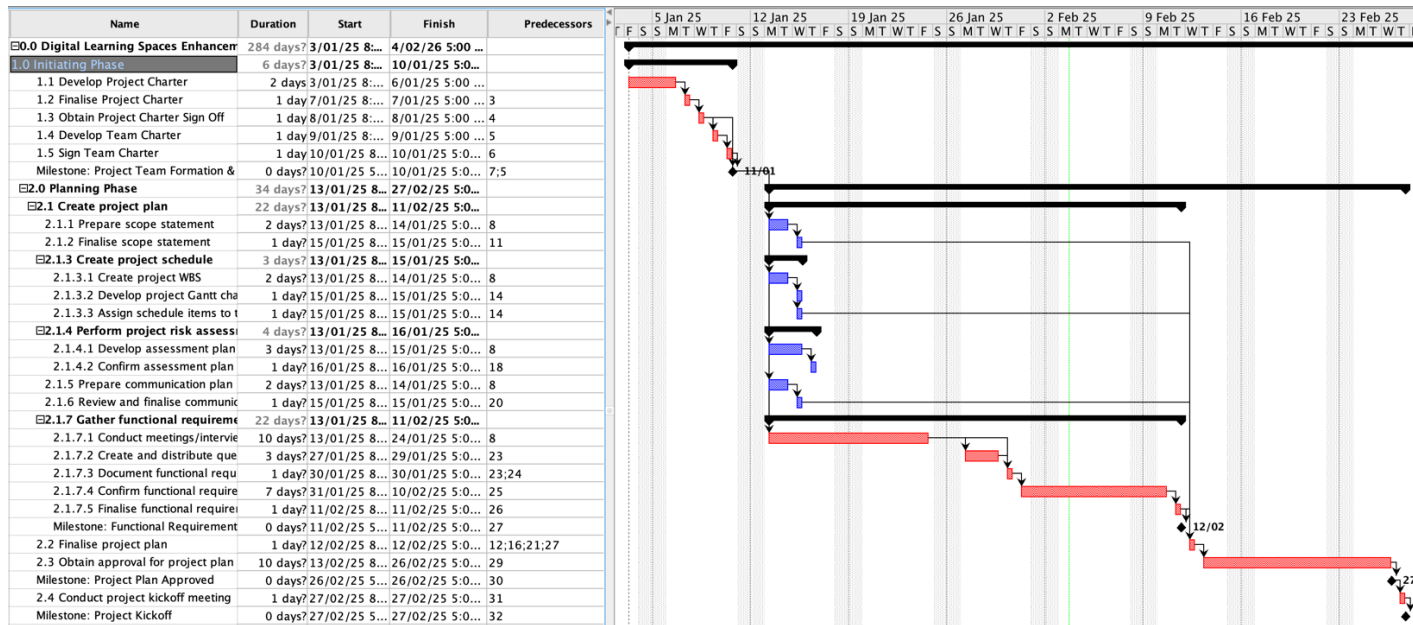 Name Duration Start Finish Predecessors
5 Jan 25 12 Jan 25 19 Jan 25 26 Jan 25 2 Feb 25 9 Feb 25 16 Feb 25 23 Feb 25
F S S M T W T F S S M T W T F S S M T W T F S S M T W T F S S M T W T F S S M T W T F S S M T W T F S S M T W T F
0.0 Digital Learning Spaces Enhancem 284 days? 3/01/25 8:... 4/02/26 5:00 ...
1.0 Initiating Phase 6 days? 3/01/25 8:... 10/01/25 5:0...
1.1 Develop Project Charter 2 days 3/01/25 8:... 6/01/25 5:00 ...
1.2 Finalise Project Charter 1 day 7/01/25 8:... 7/01/25 5:00 ... 3
1.3 Obtain Project Charter Sign Off 1 day 8/01/25 8:... 8/01/25 5:00 ... 4
1.4 Develop Team Charter 1 day 9/01/25 8:... 9/01/25 5:00 ... 5
1.5 Sign Team Charter 1 day 10/01/25 8... 10/01/25 5:0... 6
Milestone: Project Team Formation & 0 days? 10/01/25 5... 10/01/25 5:0... 7;5 11/01
2.0 Planning Phase 34 days? 13/01/25 8... 27/02/25 5:0...
2.1 Create project plan 22 days? 13/01/25 8... 11/02/25 5:0...
2.1.1 Prepare scope statement 2 days? 13/01/25 8... 14/01/25 5:0... 8
2.1.2 Finalise scope statement 1 day? 15/01/25 8... 15/01/25 5:0... 11
2.1.3 Create project schedule 3 days? 13/01/25 8... 15/01/25 5:0...
2.1.3.1 Create project WBS 2 days? 13/01/25 8... 14/01/25 5:0... 8
2.1.3.2 Develop project Gantt cha 1 day? 15/01/25 8... 15/01/25 5:0... 14
2.1.3.3 Assign schedule items to t 1 day? 15/01/25 8... 15/01/25 5:0... 14
2.1.4 Perform project risk assess 4 days? 13/01/25 8... 16/01/25 5:0...
2.1.4.1 Develop assessment plan 3 days? 13/01/25 8... 15/01/25 5:0... 8
2.1.4.2 Confirm assessment plan 1 day? 16/01/25 8... 16/01/25 5:0... 18
2.1.5 Prepare communication plan 2 days? 13/01/25 8... 14/01/25 5:0... 8
2.1.6 Review and finalise communic 1 day? 15/01/25 8... 15/01/25 5:0... 20
2.1.7 Gather functional requireme 22 days? 13/01/25 8... 11/02/25 5:0...
2.1.7.1 Conduct meetings/intervie 10 days? 13/01/25 8... 24/01/25 5:0... 8
2.1.7.2 Create and distribute que 3 days? 27/01/25 8... 29/01/25 5:0... 23
2.1.7.3 Document functional requ 1 day? 30/01/25 8... 30/01/25 5:0... 23;24
2.1.7.4 Confirm functional require 7 days? 31/01/25 8... 10/02/25 5:0... 25
2.1.7.5 Finalise functional requirer 1 day? 11/02/25 8... 11/02/25 5:0... 26
Milestone: Functional Requirement 0 days? 11/02/25 5... 11/02/25 5:0... 27 12/02
2.2 Finalise project plan 1 day? 12/02/25 8... 12/02/25 5:0... 12;16;21;27
2.3 Obtain approval for project plan 10 days? 13/02/25 8... 26/02/25 5:0... 29
Milestone: Project Plan Approved 0 days? 26/02/25 5... 26/02/25 5:0... 30 27
2.4 Conduct project kickoff meeting 1 day? 27/02/25 8... 27/02/25 5:0... 31
Milestone: Project Kickoff 0 days? 27/02/25 5... 27/02/25 5:0... 32